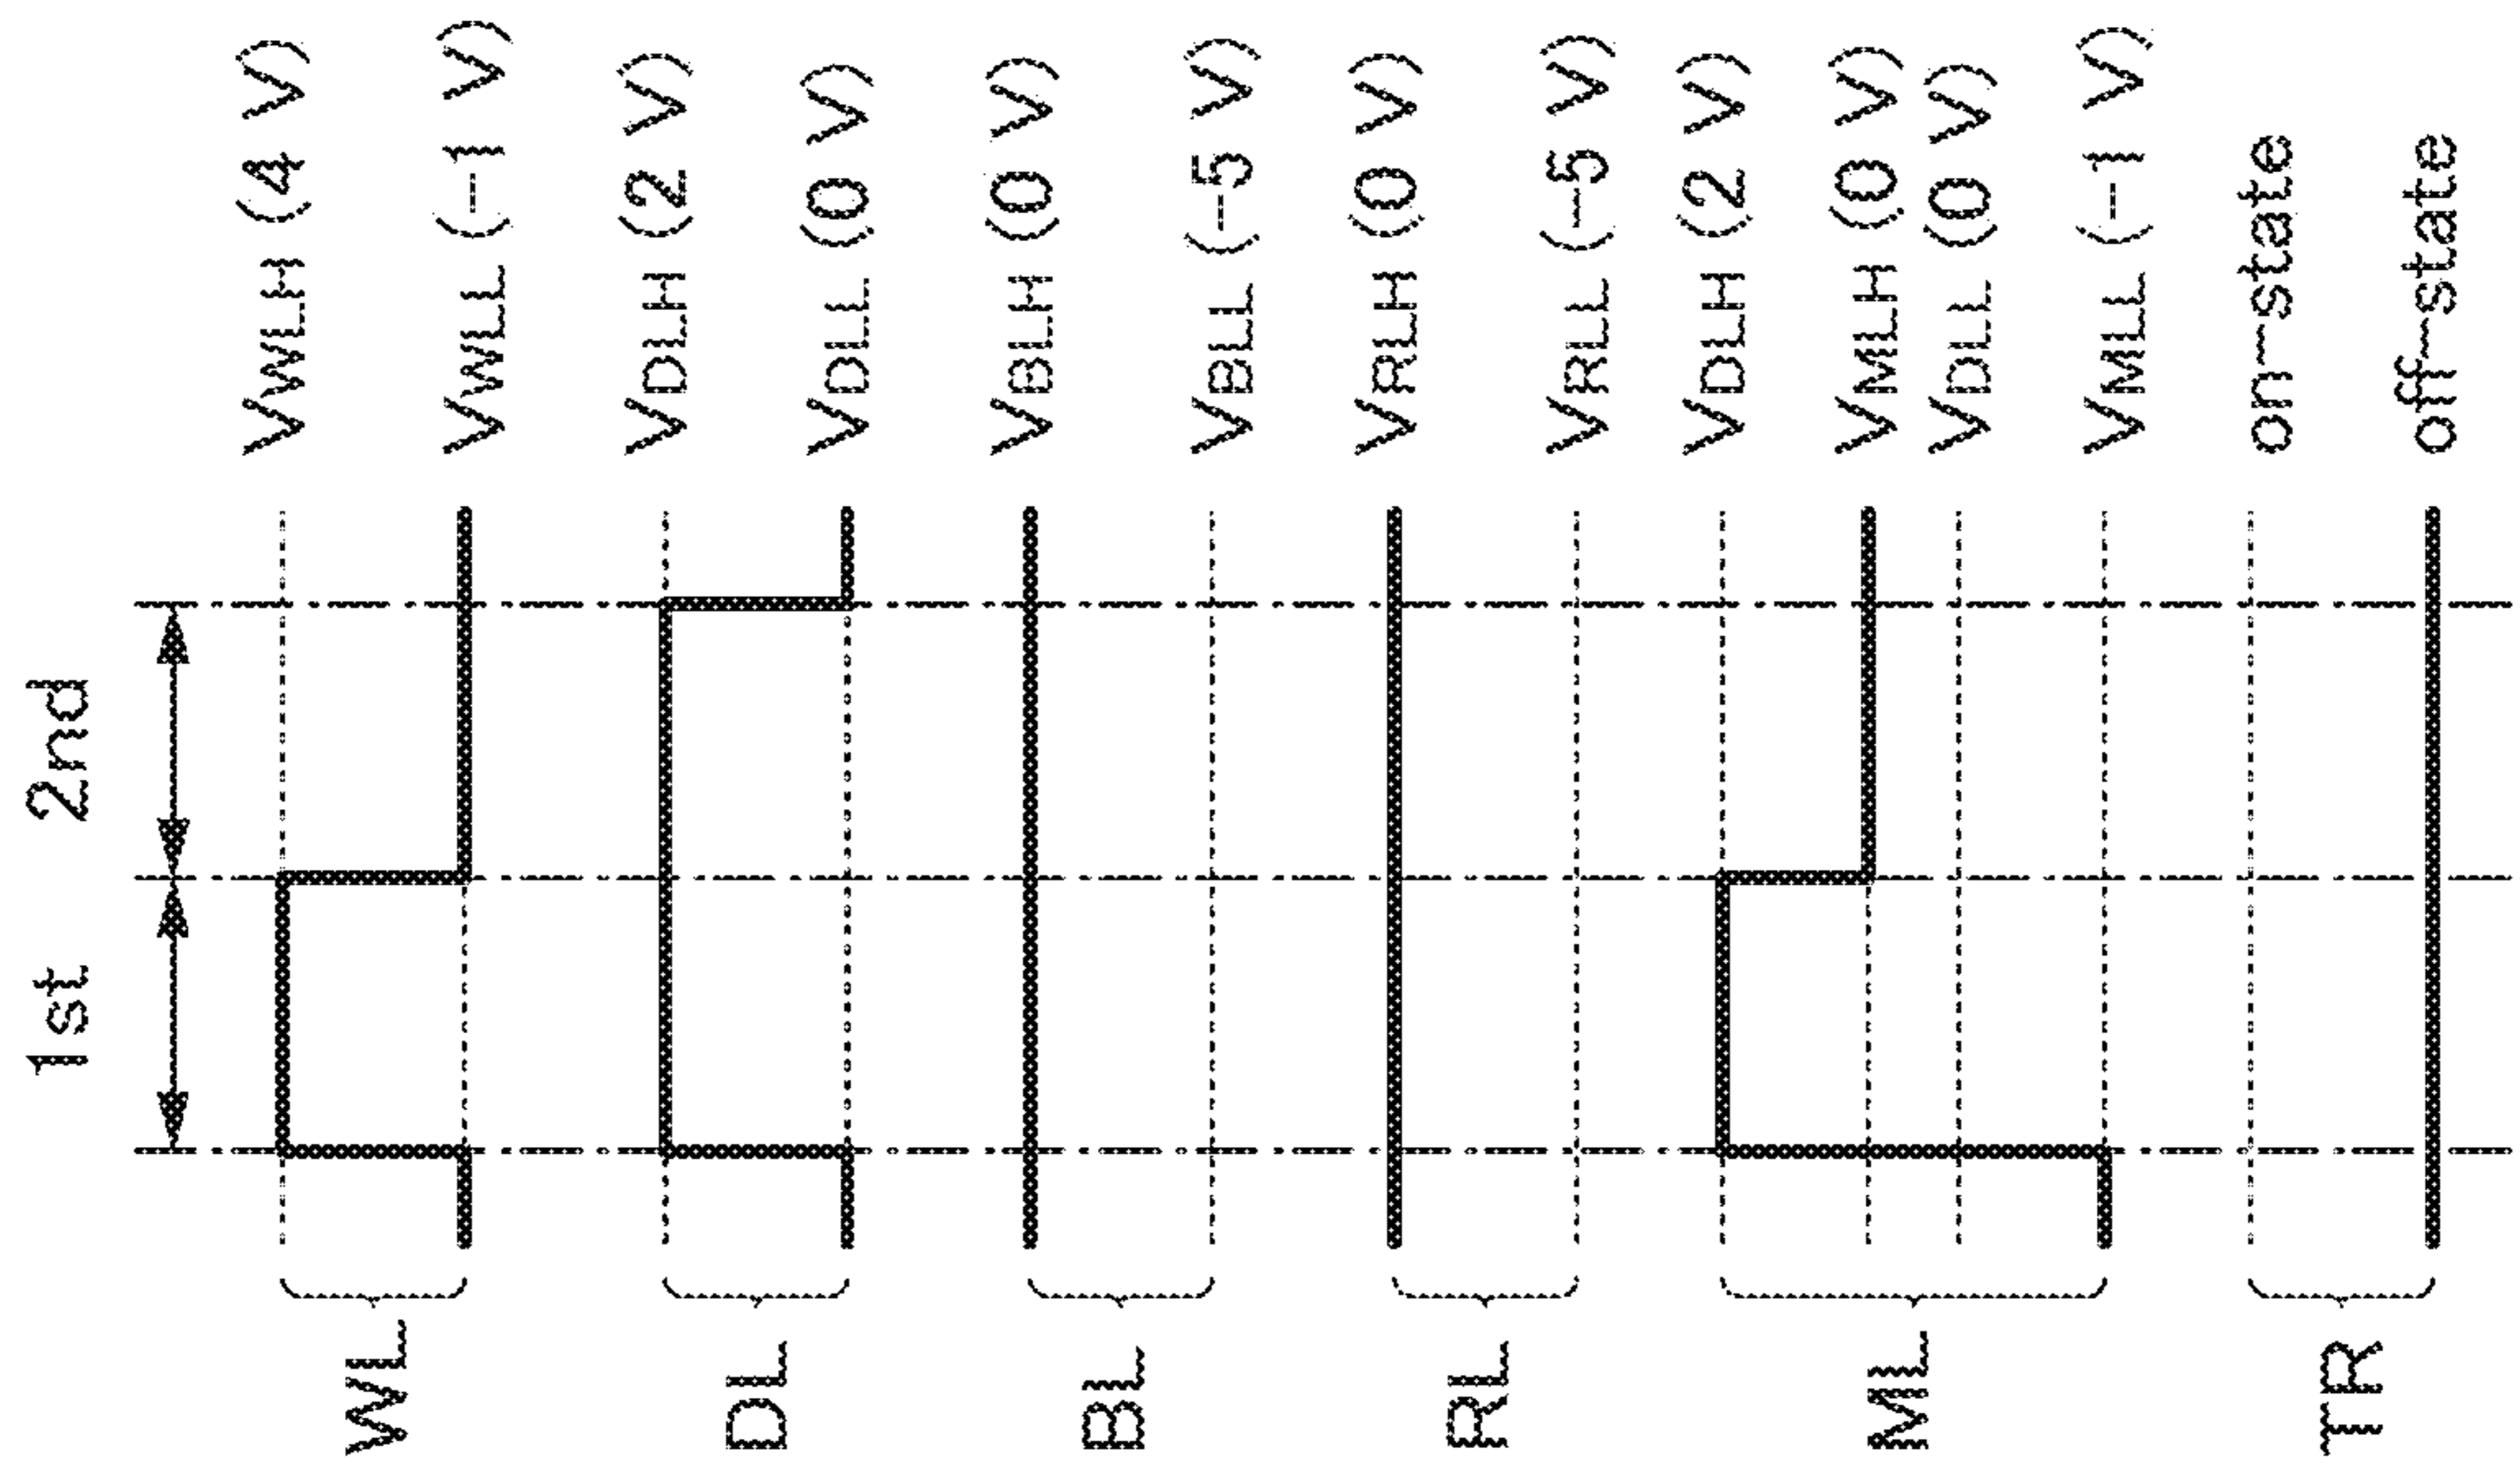 1st 2nd
WL
VWLH (4 V)
VWLL (-1 V)
DL
VDLH (2 V)
VDLL (0 V)
BL
VBLH (0 V)
VBLL (-5 V)
RL
VRLH (0 V)
VRLL (-5 V)
ML
VDLH (2 V)
VMLH (0 V)
VDLL (0 V)
VMLL (-1 V)
TR
on-state
off-state